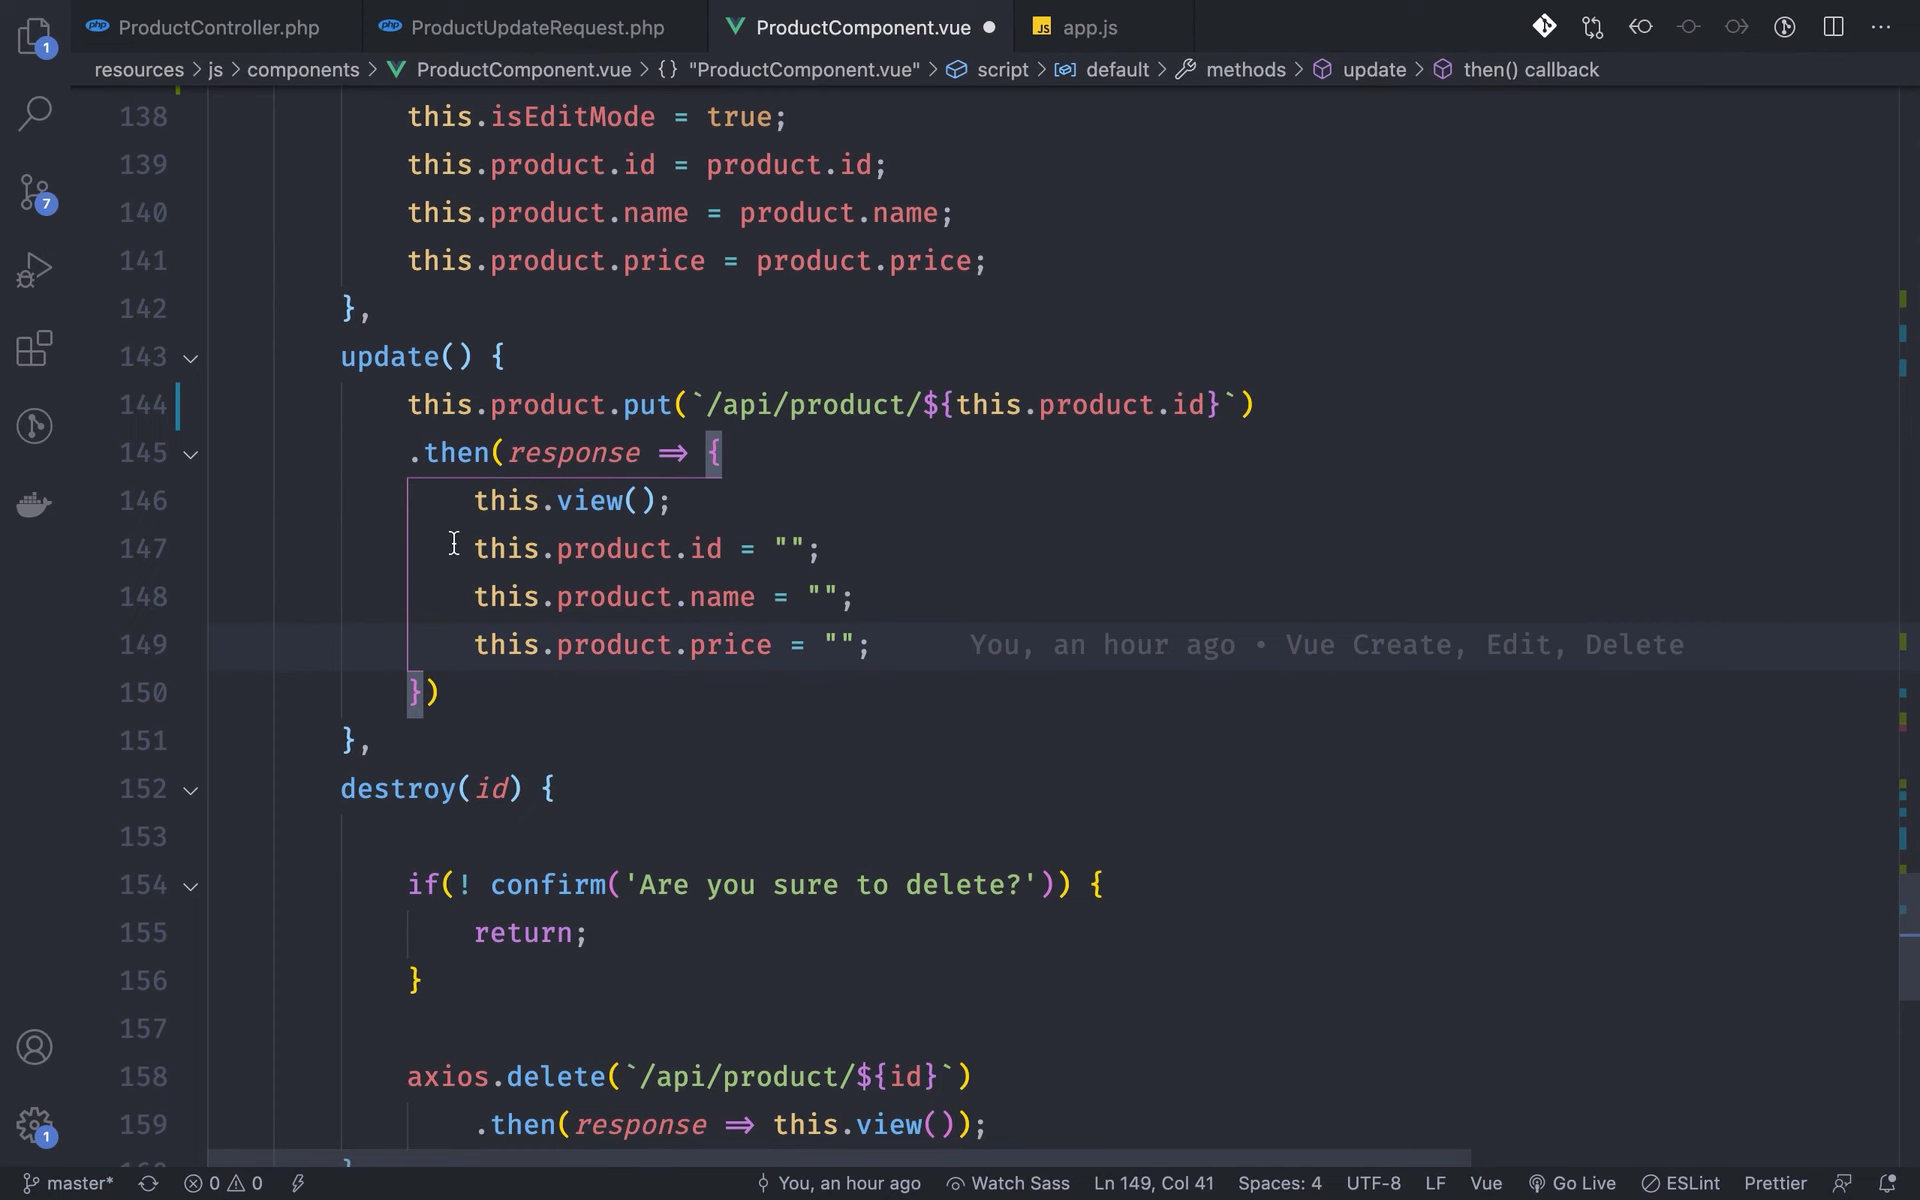 ProductController.php ProductUpdateRequest.php ProductComponent.vue JS app.js
resources > js > components > ProductComponent.vue > {} "ProductComponent.vue" > script > default > methods > update > then() callback
138 this.isEditMode = true;
139 this.product.id = product.id;
140 this.product.name = product.name;
141 this.product.price = product.price;
142 },
143 update() {
144 this.product.put(`/api/product/${this.product.id}`)
145 .then(response => {
146 this.view();
147 this.product.id = "";
148 this.product.name = "";
149 this.product.price = ""; You, an hour ago • Vue Create, Edit, Delete
150 })
151 },
152 destroy(id) {
153
154 if(! confirm('Are you sure to delete?')) {
155 return;
156 }
157
158 axios.delete(`/api/product/${id}`)
159 .then(response => this.view());
1
7
1
master* 0 0 You, an hour ago Watch Sass Ln 149, Col 41 Spaces: 4 UTF-8 LF Vue Go Live ESLint Prettier